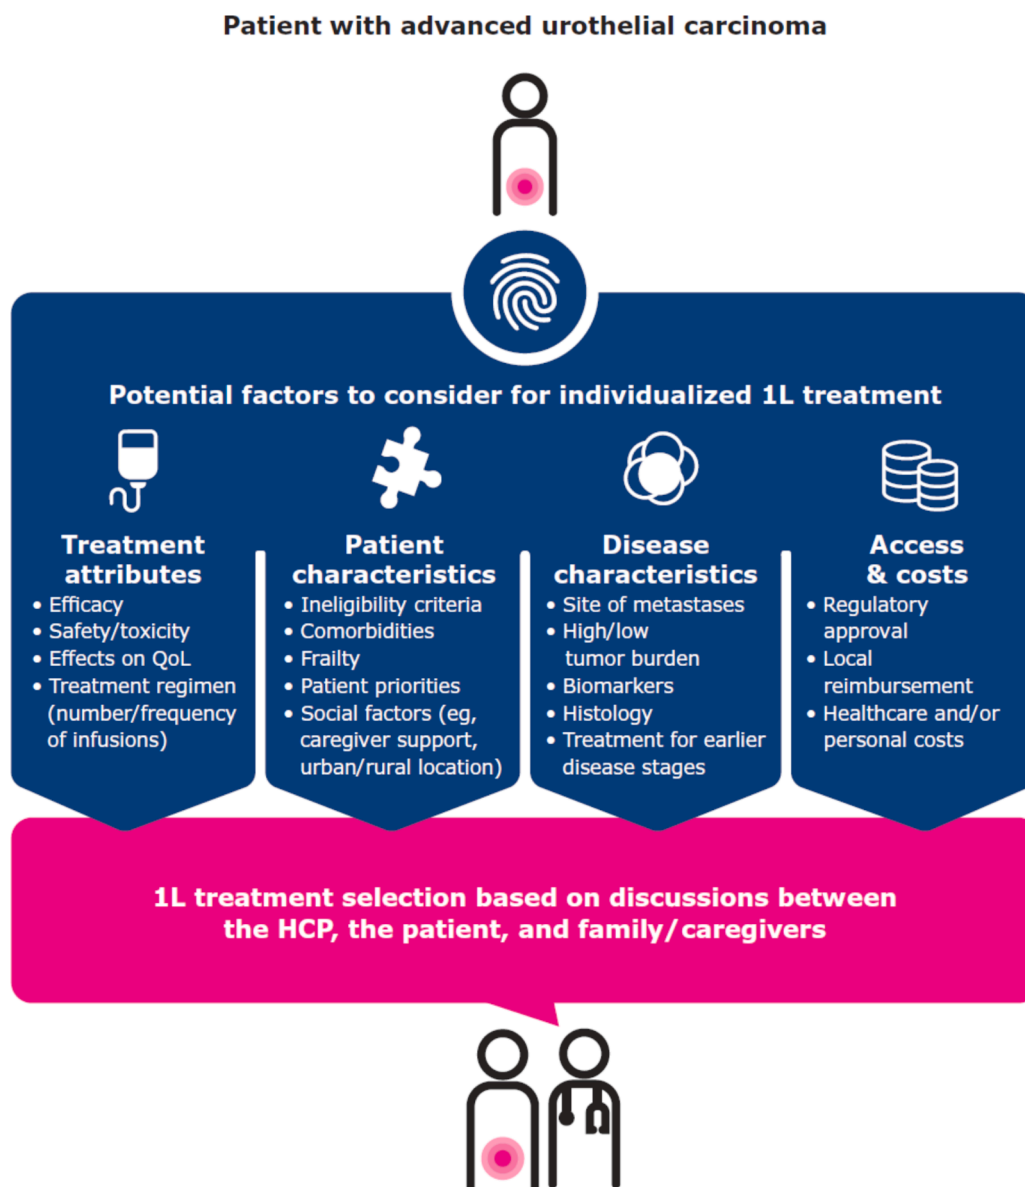 Patient with advanced urothelial carcinoma
Potential factors to consider for individualized 1L treatment
Treatment
attributes
• Efficacy
• Safety/toxicity
• Effects on QoL
• Treatment regimen
(number/frequency
of infusions)
Patient
characteristics
• Ineligibility criteria
• Comorbidities
• Frailty
• Patient priorities
• Social factors (eg,
caregiver support,
urban/rural location)
Disease
characteristics
• Site of metastases
• High/low
tumor burden
• Biomarkers
• Histology
• Treatment for earlier
disease stages
Access
& costs
• Regulatory
approval
• Local
reimbursement
• Healthcare and/or
personal costs
1L treatment selection based on discussions between
the HCP, the patient, and family/caregivers